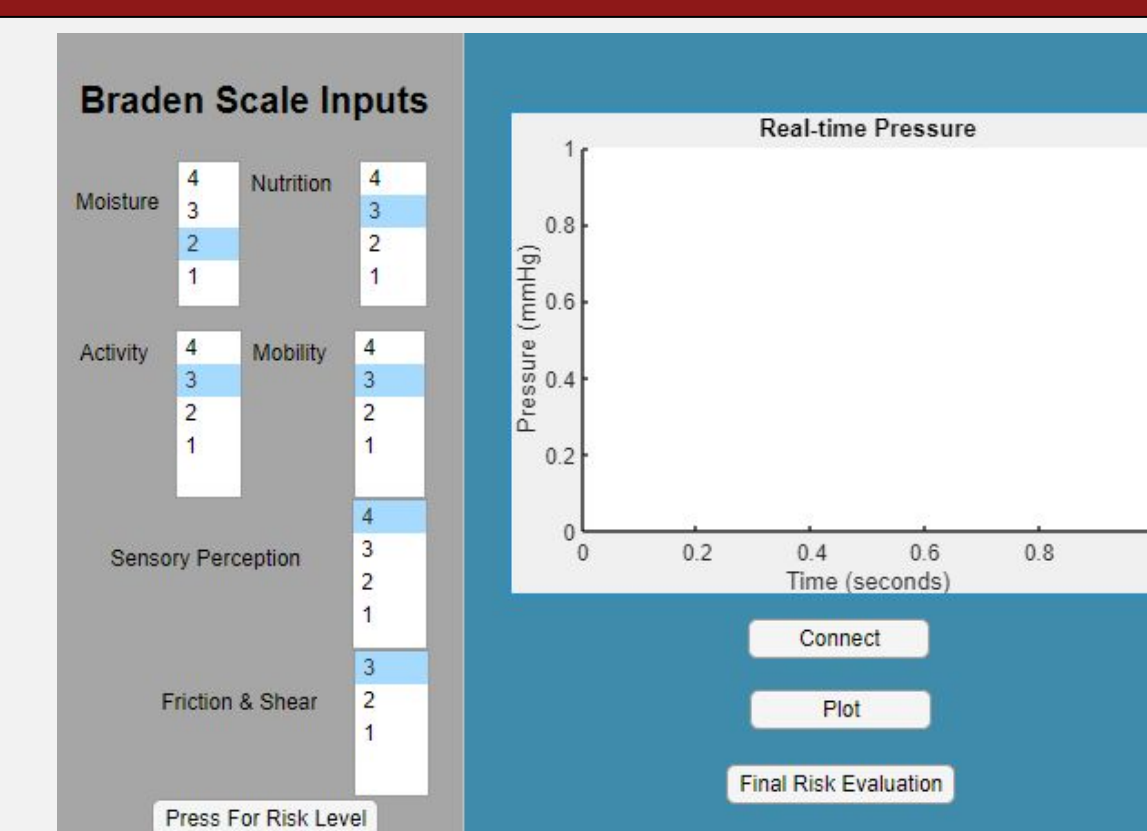 Braden Scale Inputs
Moisture
4
3
2
1
Nutrition
4
3
2
1
Activity
4
3
2
1
Mobility
4
3
2
1
Sensory Perception
4
3
2
1
Friction & Shear
3
2
1
Press For Risk Level
Real-time Pressure
Pressure (mmHg)
1
0.8
0.6
0.4
0.2
0
0 0.2 0.4 0.6 0.8
Time (seconds)
Connect
Plot
Final Risk Evaluation